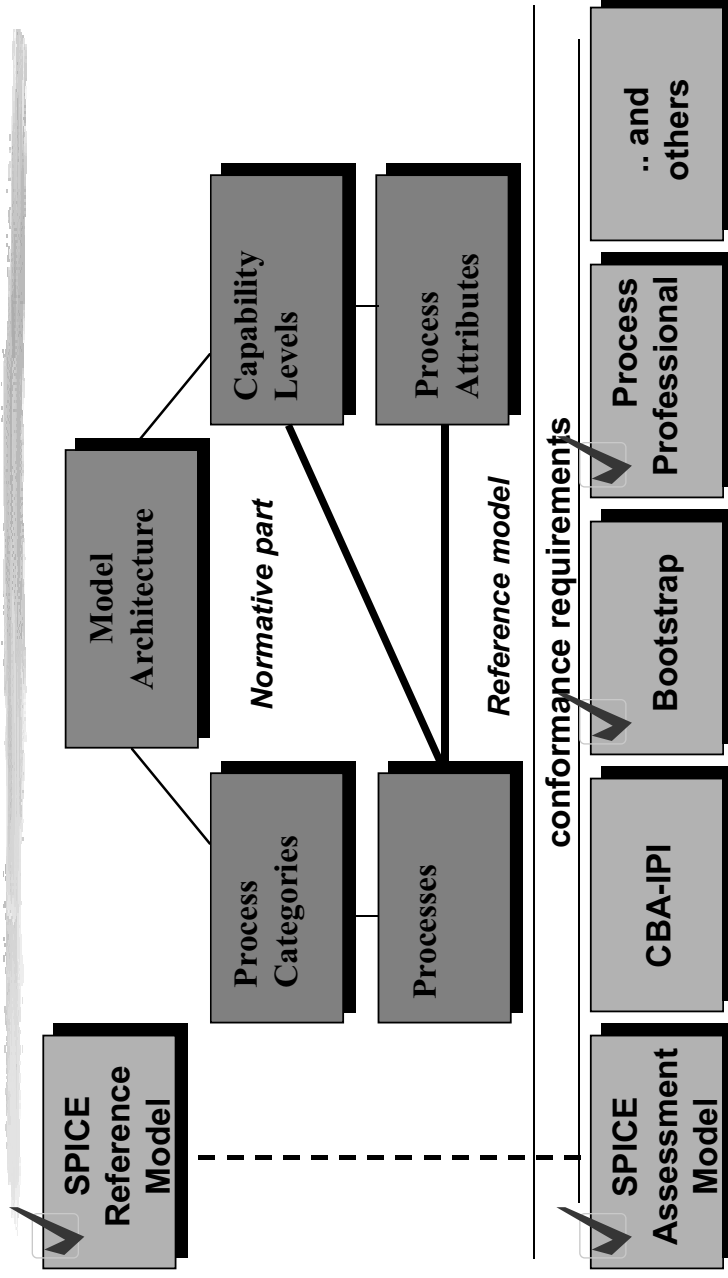 SPICE
Reference
Model
Model
Architecture
Process
Categories
Capability
Levels
Normative part
Processes
Process
Attributes
Reference model
conformance requirements
SPICE
Assessment
Model
CBA-IPI
Bootstrap
Process
Professional
.. and
others